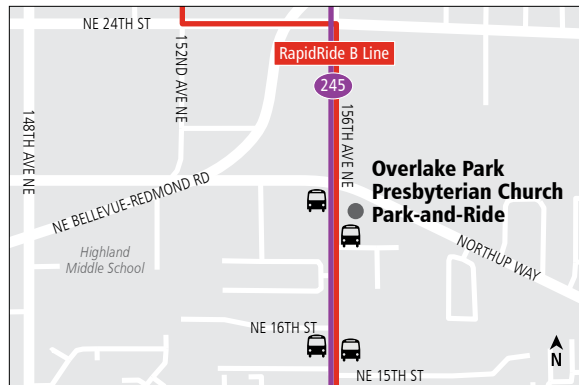 NE 24TH ST
152ND AVE NE
RapidRide B Line
245
148TH AVE NE
156TH AVE NE
Overlake Park
Presbyterian Church
Park-and-Ride
NE BELLEVUE-REDMOND RD
NORTHUP WAY
Highland
Middle School
NE 16TH ST
NE 15TH ST
N